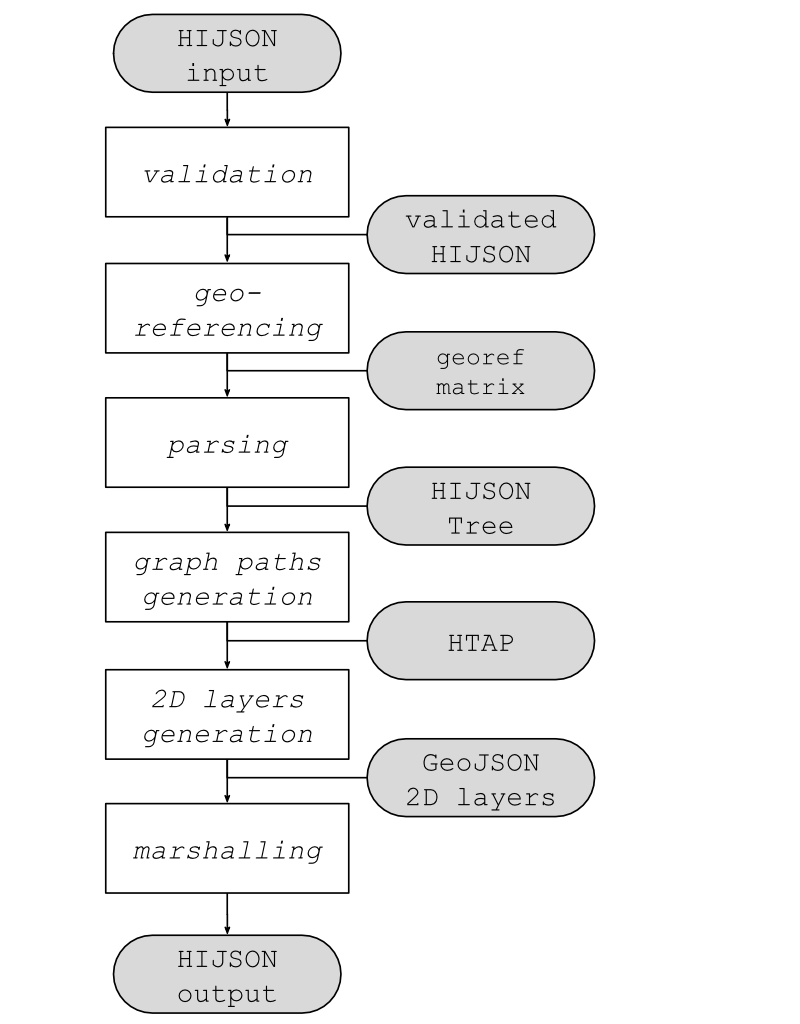 HIJSON
input
validation
validated
HIJSON
geo-
referencing
georef
matrix
parsing
HIJSON
Tree
graph paths
generation
HTAP
2D layers
generation
GeoJSON
2D layers
marshalling
HIJSON
output